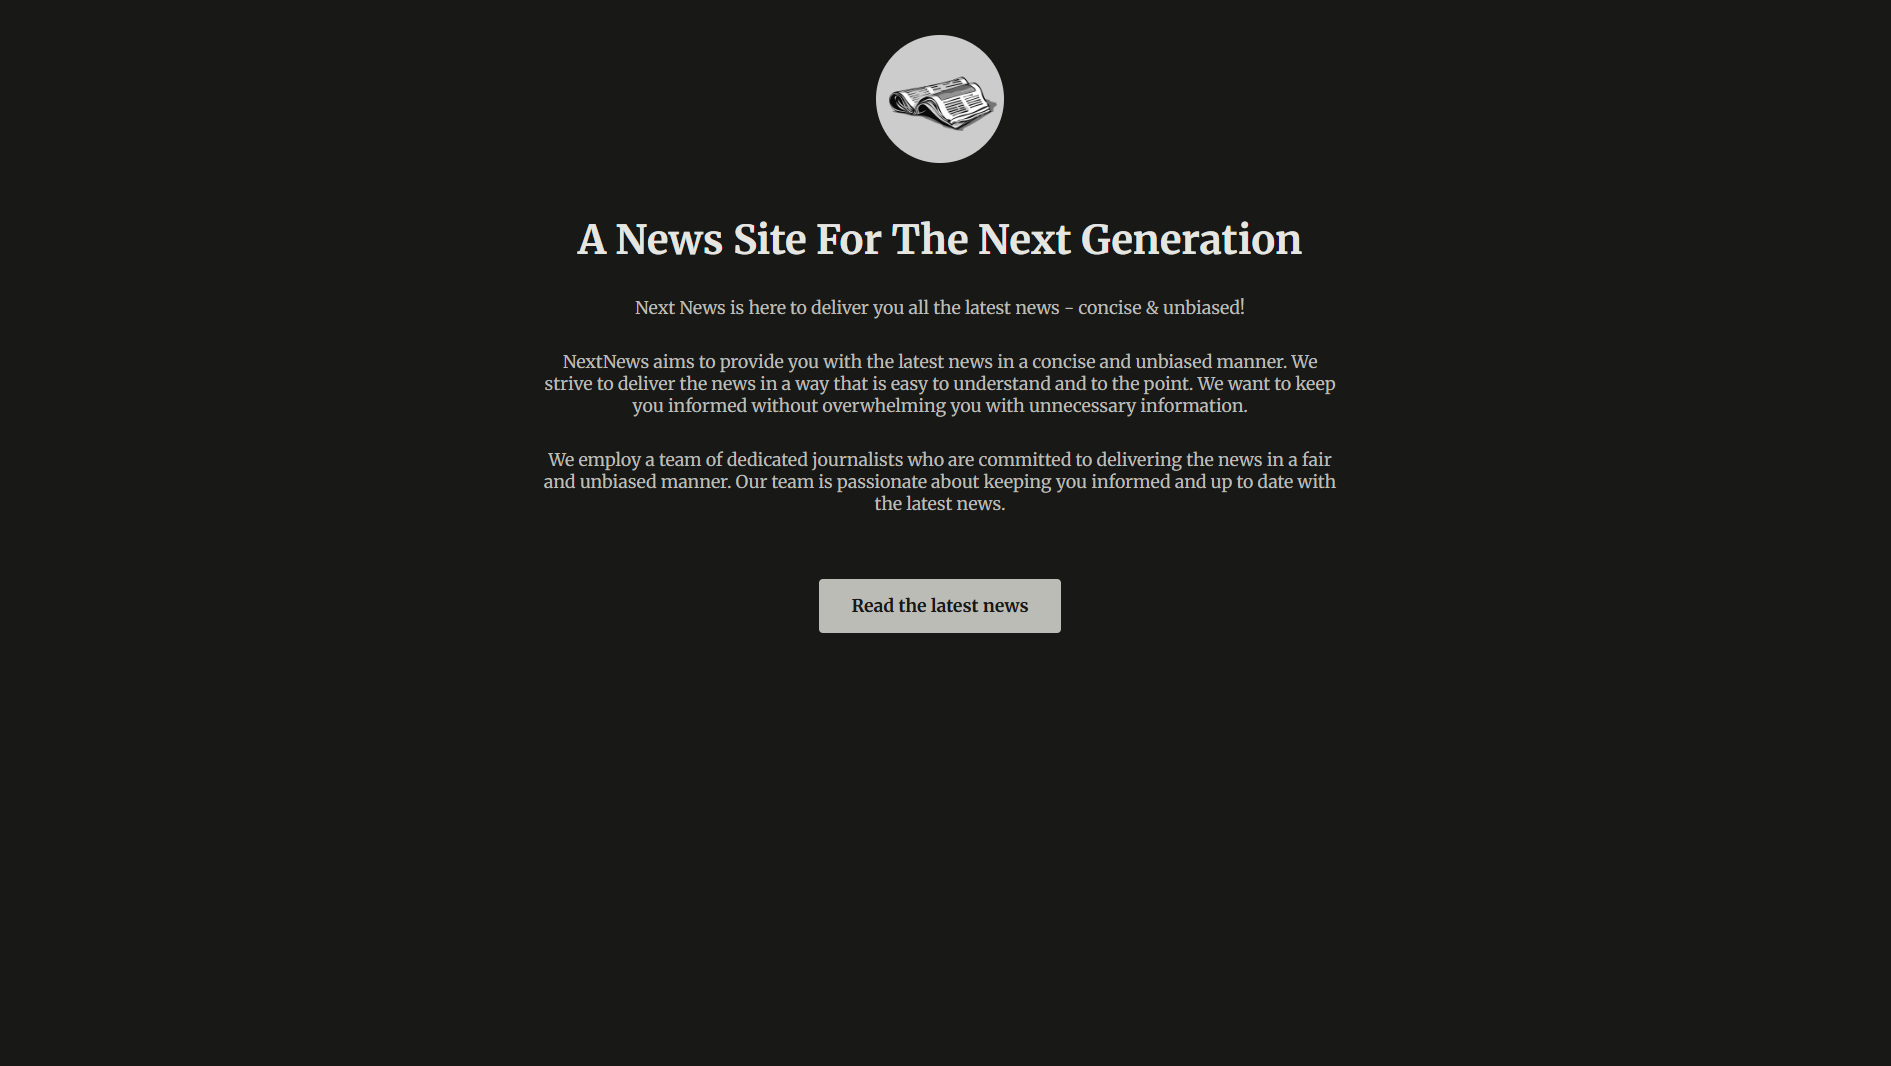 A News Site For The Next Generation
Next News is here to deliver you all the latest news - concise & unbiased!
NextNews aims to provide you with the latest news in a concise and unbiased manner. We
strive to deliver the news in a way that is easy to understand and to the point. We want to keep
you informed without overwhelming you with unnecessary information.
We employ a team of dedicated journalists who are committed to delivering the news in a fair
and unbiased manner. Our team is passionate about keeping you informed and up to date with
the latest news.
Read the latest news